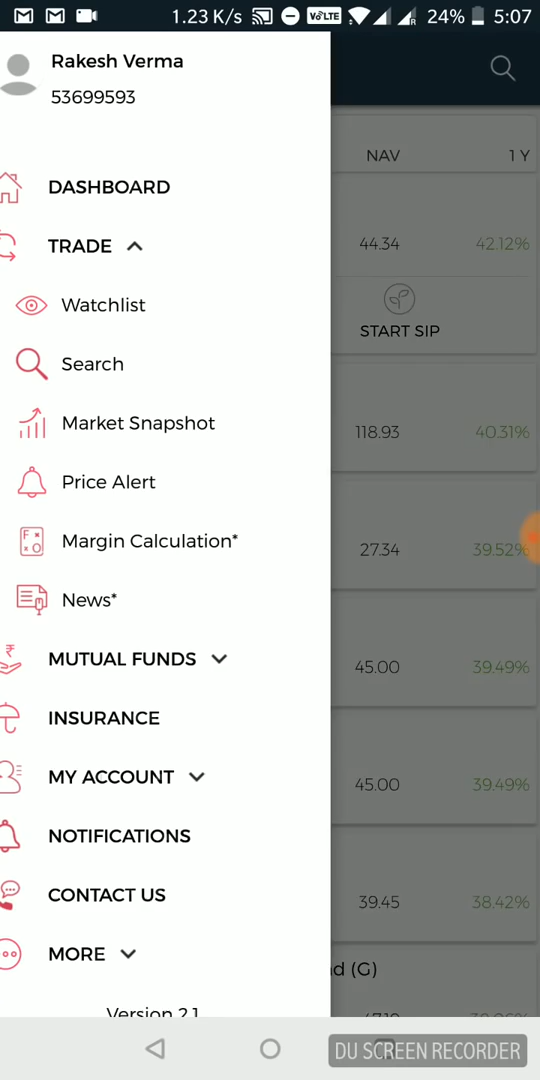 1.23 K/s VoLTE R 24% 5:07
Rakesh Verma
53699593
NAV 1 Y
DASHBOARD
44.34 42.12%
TRADE
Watchlist
START SIP
Search
Market Snapshot
118.93 40.31%
Price Alert
Margin Calculation*
27.34 39.52%
News*
MUTUAL FUNDS
45.00 39.49%
INSURANCE
MY ACCOUNT
45.00 39.49%
NOTIFICATIONS
CONTACT US
39.45 38.42%
MORE
(G)
Version 2.1
DU SCREEN RECORDER